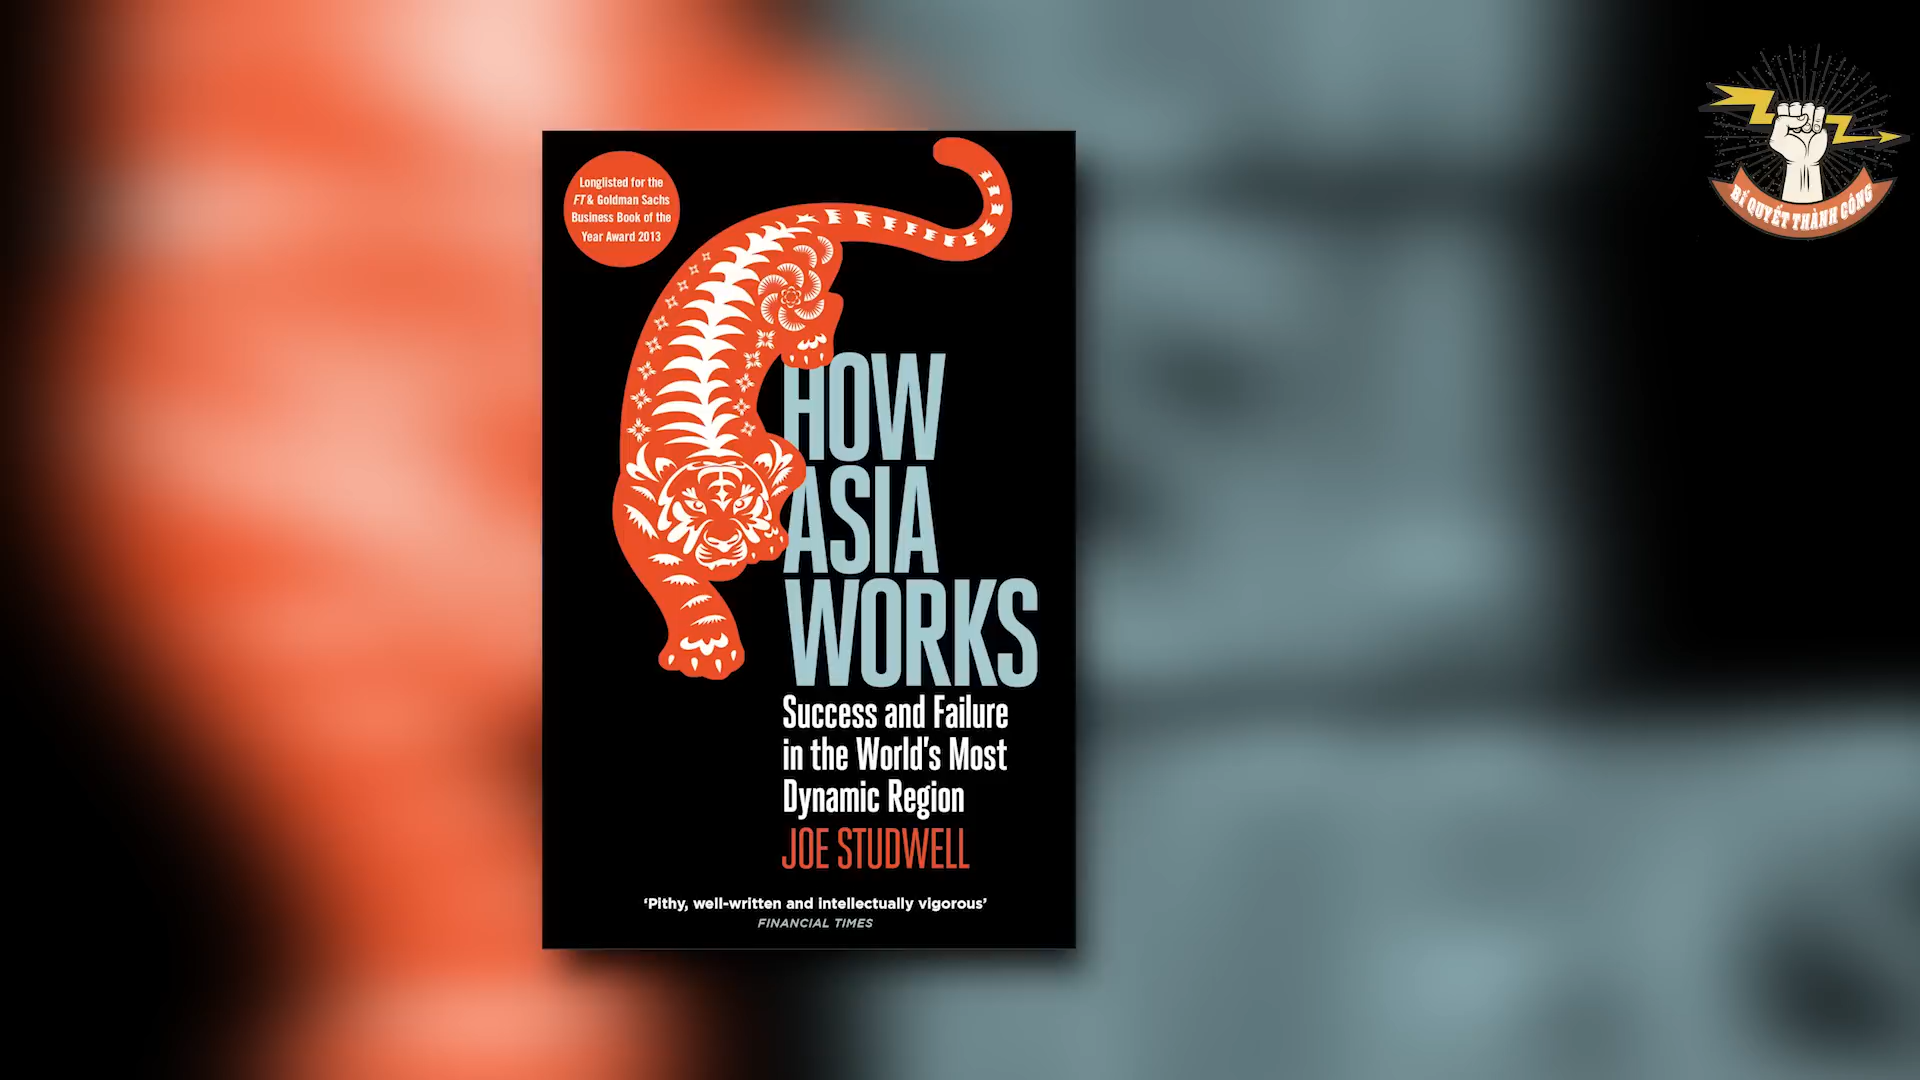 Longlisted for the
FT & Goldman Sachs
Business Book of the
Year Award 2013
HOW
ASIA
WORKS
Success and Failure
in the World's Most
Dynamic Region
JOE STUDWELL
‘Pithy, well-written and intellectually vigorous’
FINANCIAL TIMES
BÍ QUYẾT THÀNH CÔNG